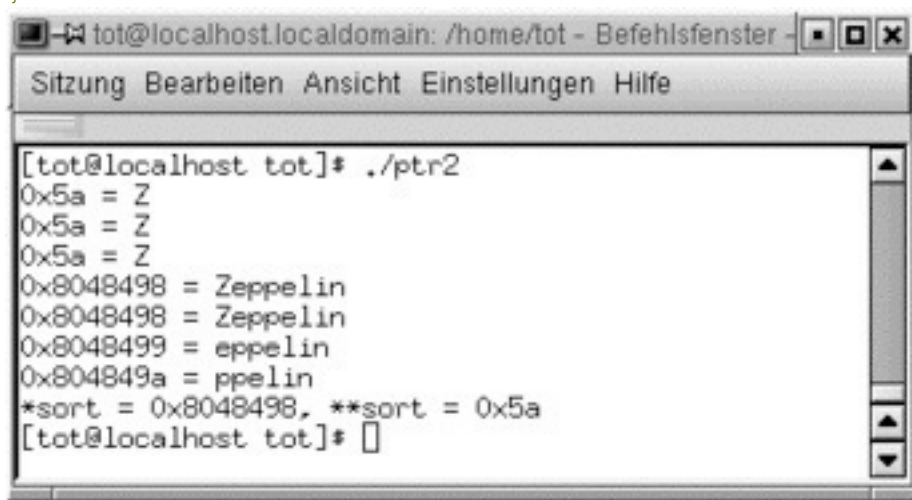 tot@localhost.localdomain: /home/tot - Befehlsfenster -
Sitzung Bearbeiten Ansicht Einstellungen Hilfe
[tot@localhost tot]# ./ptr2
0x5a = Z
0x5a = Z
0x5a = Z
0x8048498 = Zeppelin
0x8048498 = Zeppelin
0x8048499 = eppelin
0x804849a = ppelin
*sort = 0x8048498, **sort = 0x5a
[tot@localhost tot]#